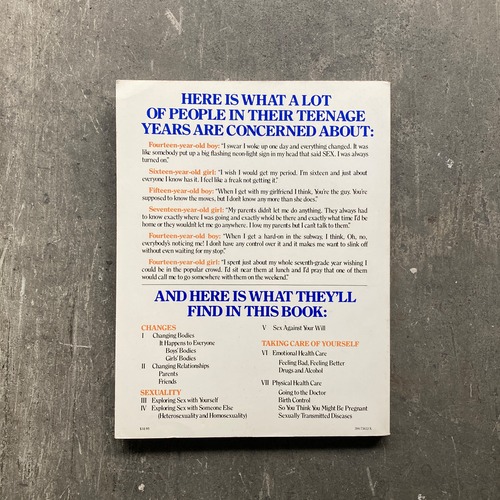 HERE IS WHAT A LOT
OF PEOPLE IN THEIR TEENAGE
YEARS ARE CONCERNED ABOUT:
Fourteen-year-old boy: "I swear I woke up one day and everything changed. It was
like somebody put up a big flashing neon-light sign in my head that said SEX. I was always
turned on."
Sixteen-year-old girl: "I wish I would get my period. I'm sixteen and just about
everyone I know has it. I feel like a freak not getting it."
Fifteen-year-old boy: "When I get with my girlfriend I think, You're the guy. You're
supposed to know the moves, but I don't know any more than she does."
Seventeen-year-old girl: "My parents didn't let me do anything. They always had
to know exactly where I was going and exactly who'd be there and exactly what time I'd be
home or they wouldn't let me go anywhere. I love my parents but I can't talk to them."
Fourteen-year-old boy: "When I get a hard-on in the subway, I think, Oh, no,
everybody's noticing me! I don't have any control over it and it makes me want to slink off
without even waiting for my stop."
Fourteen-year-old girl: "I spent just about my whole seventh-grade year wishing I
could be in the popular crowd. I'd sit near them at lunch and I'd pray that one of them
would call me to go somewhere with them on the weekend."
AND HERE IS WHAT THEY'LL
FIND IN THIS BOOK:
CHANGES
I Changing Bodies
It Happens to Everyone
Boys' Bodies
Girls' Bodies
II Changing Relationships
Parents
Friends
SEXUALITY
III Exploring Sex with Yourself
IV Exploring Sex with Someone Else
(Heterosexuality and Homosexuality)
V Sex Against Your Will
TAKING CARE OF YOURSELF
VI Emotional Health Care
Feeling Bad, Feeling Better
Drugs and Alcohol
VII Physical Health Care
Going to the Doctor
Birth Control
So You Think You Might Be Pregnant
Sexually Transmitted Diseases